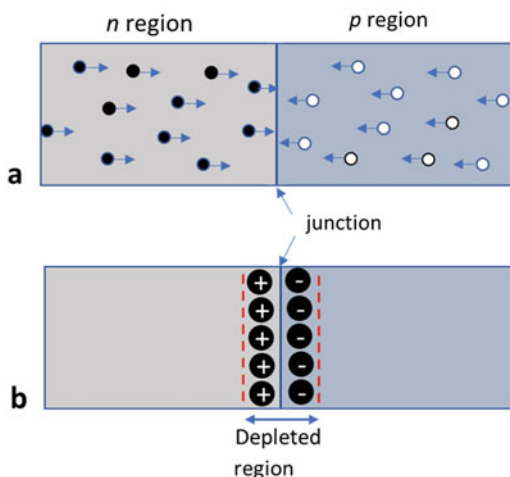 n region p region
a
junction
+ -
+ -
+ -
+ -
+ -
b
Depleted
region